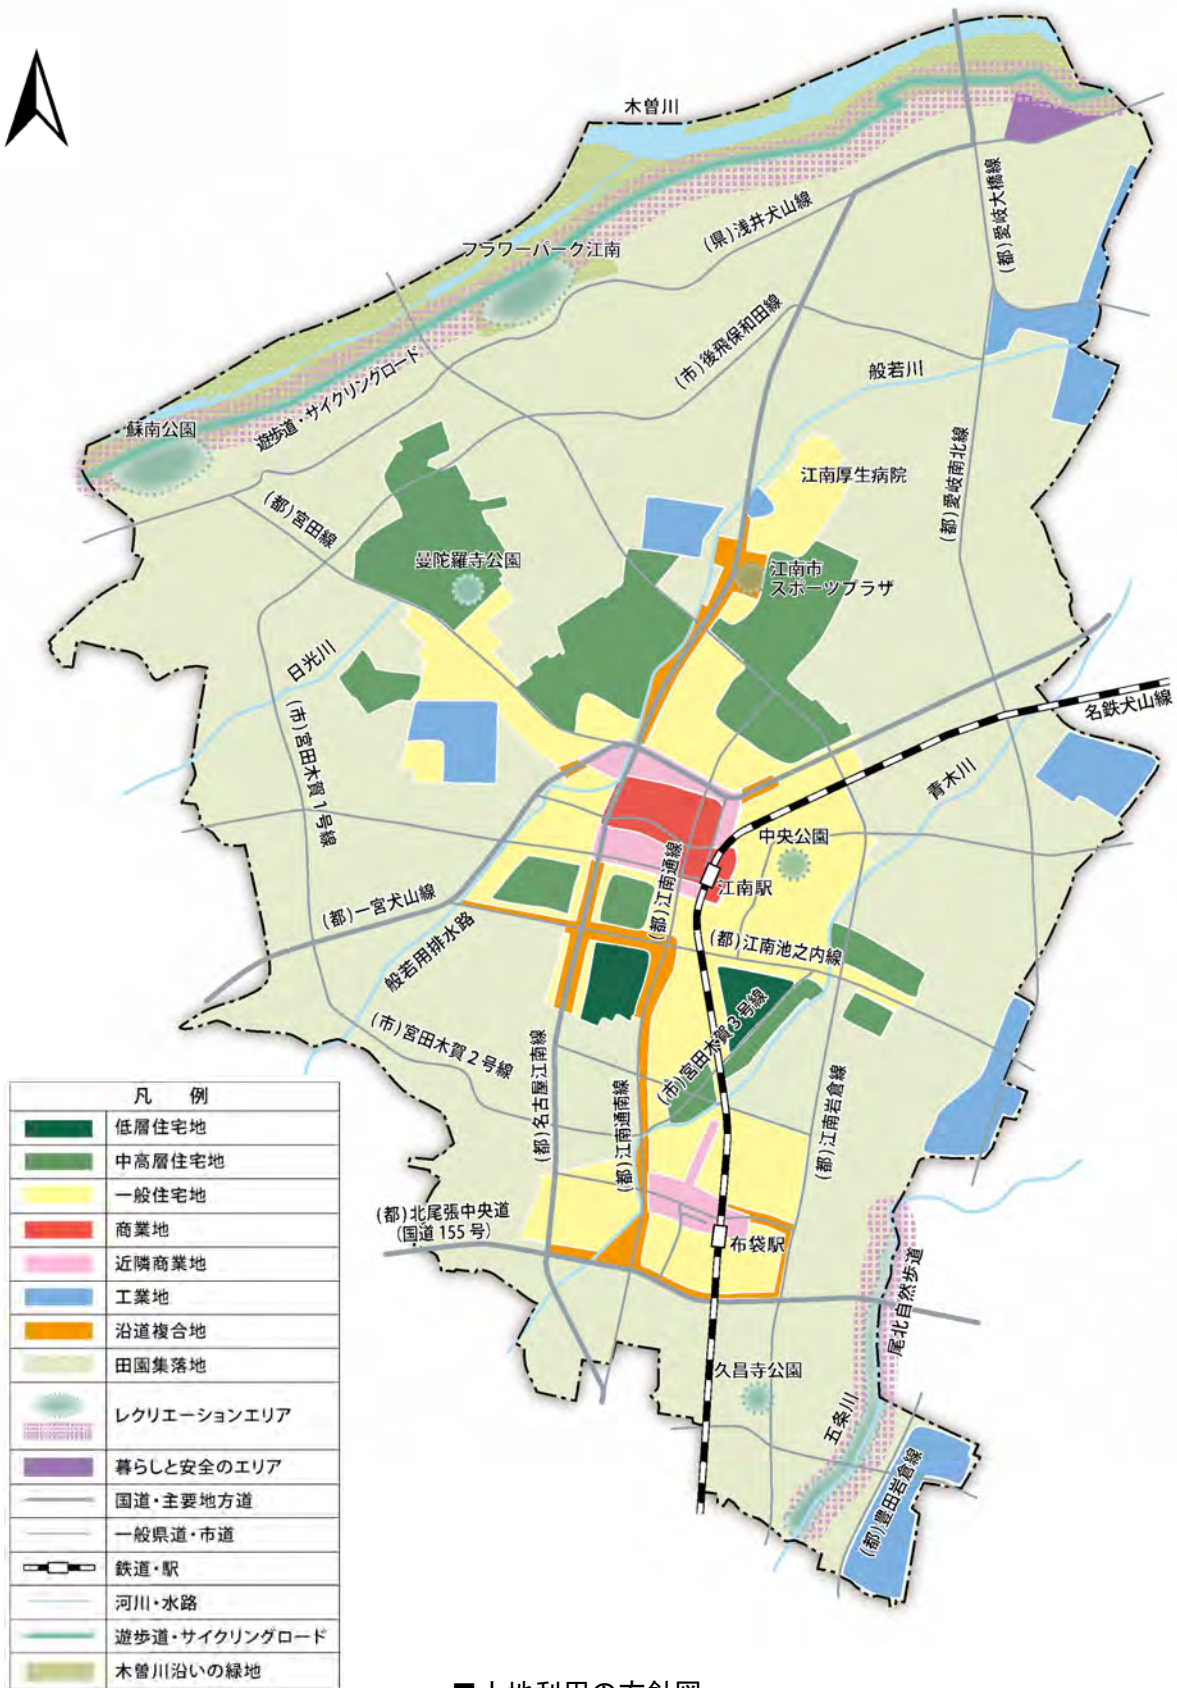 木曽川
(都)愛岐大橋線
(県)浅井犬山線
フラワーパーク江南
(市)後飛保和田線
遊歩道・サイクリングロード
般若川
蘇南公園
(都)愛岐南北線
江南厚生病院
(都)宮田線
曼陀羅寺公園
江南市
スポーツプラザ
日光川
名鉄犬山線
(市)宮田木賀1号線
青木川
中央公園
(都)江南通線
江南駅
(都)一宮犬山線
般若用排水路
(都)江南池之内線
(市)宮田木賀3号線
(市)宮田木賀2号線
(都)名古屋江南線
(都)江南通南線
(都)江南岩倉線
(都)北尾張中央道
(国道155号)
布袋駅
尾北自然歩道
久昌寺公園
五条川
(都)豊田岩倉線
凡 例
低層住宅地
中高層住宅地
一般住宅地
商業地
近隣商業地
工業地
沿道複合地
田園集落地
レクリエーションエリア
暮らしと安全のエリア
国道・主要地方道
一般県道・市道
鉄道・駅
河川・水路
遊歩道・サイクリングロード
木曽川沿いの緑地
■土地利用の方針図